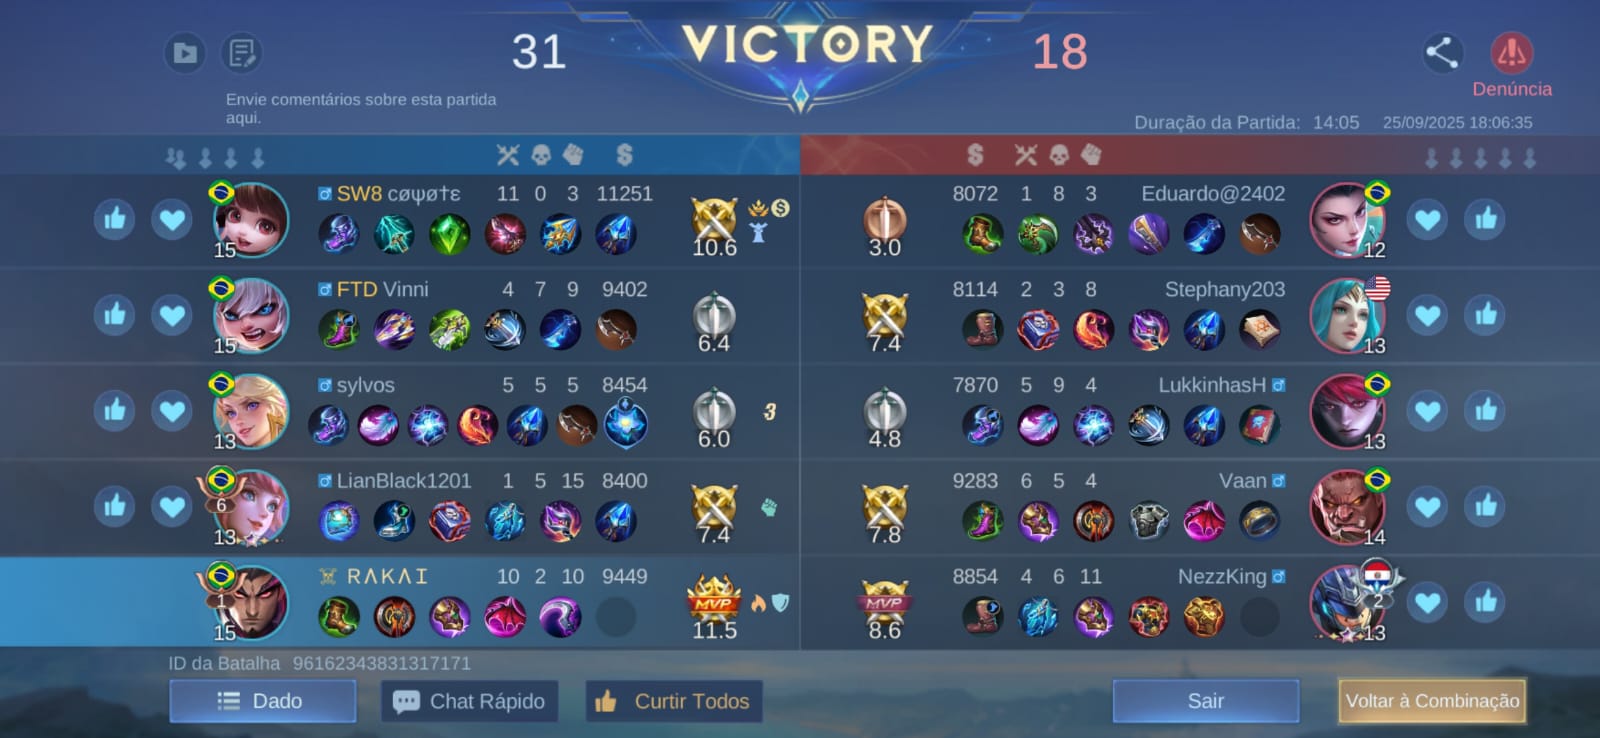 31 VICTORY 18
Denúncia
Envie comentários sobre esta partida
aqui.
Duração da Partida: 14:05 25/09/2025 18:06:35
SW8 cøψø†ε 11 0 3 11251
15 10.6
8072 1 8 3 Eduardo@2402
3.0 12
FTD Vinni 4 7 9 9402
15 6.4
8114 2 3 8 Stephany203
7.4 13
sylvos 5 5 5 8454
13 6.0 3
7870 5 9 4 LukkinhasH
4.8 13
LianBlack1201 1 5 15 8400
6
13 7.4
9283 6 5 4 Vaan
7.8 14
RΛKΛI 10 2 10 9449
1 MVP
15 11.5
8854 4 6 11 NezzKing
MVP 2
8.6 13
ID da Batalha 961623438313171​71
Dado Chat Rápido Curtir Todos Sair Voltar à Combinação